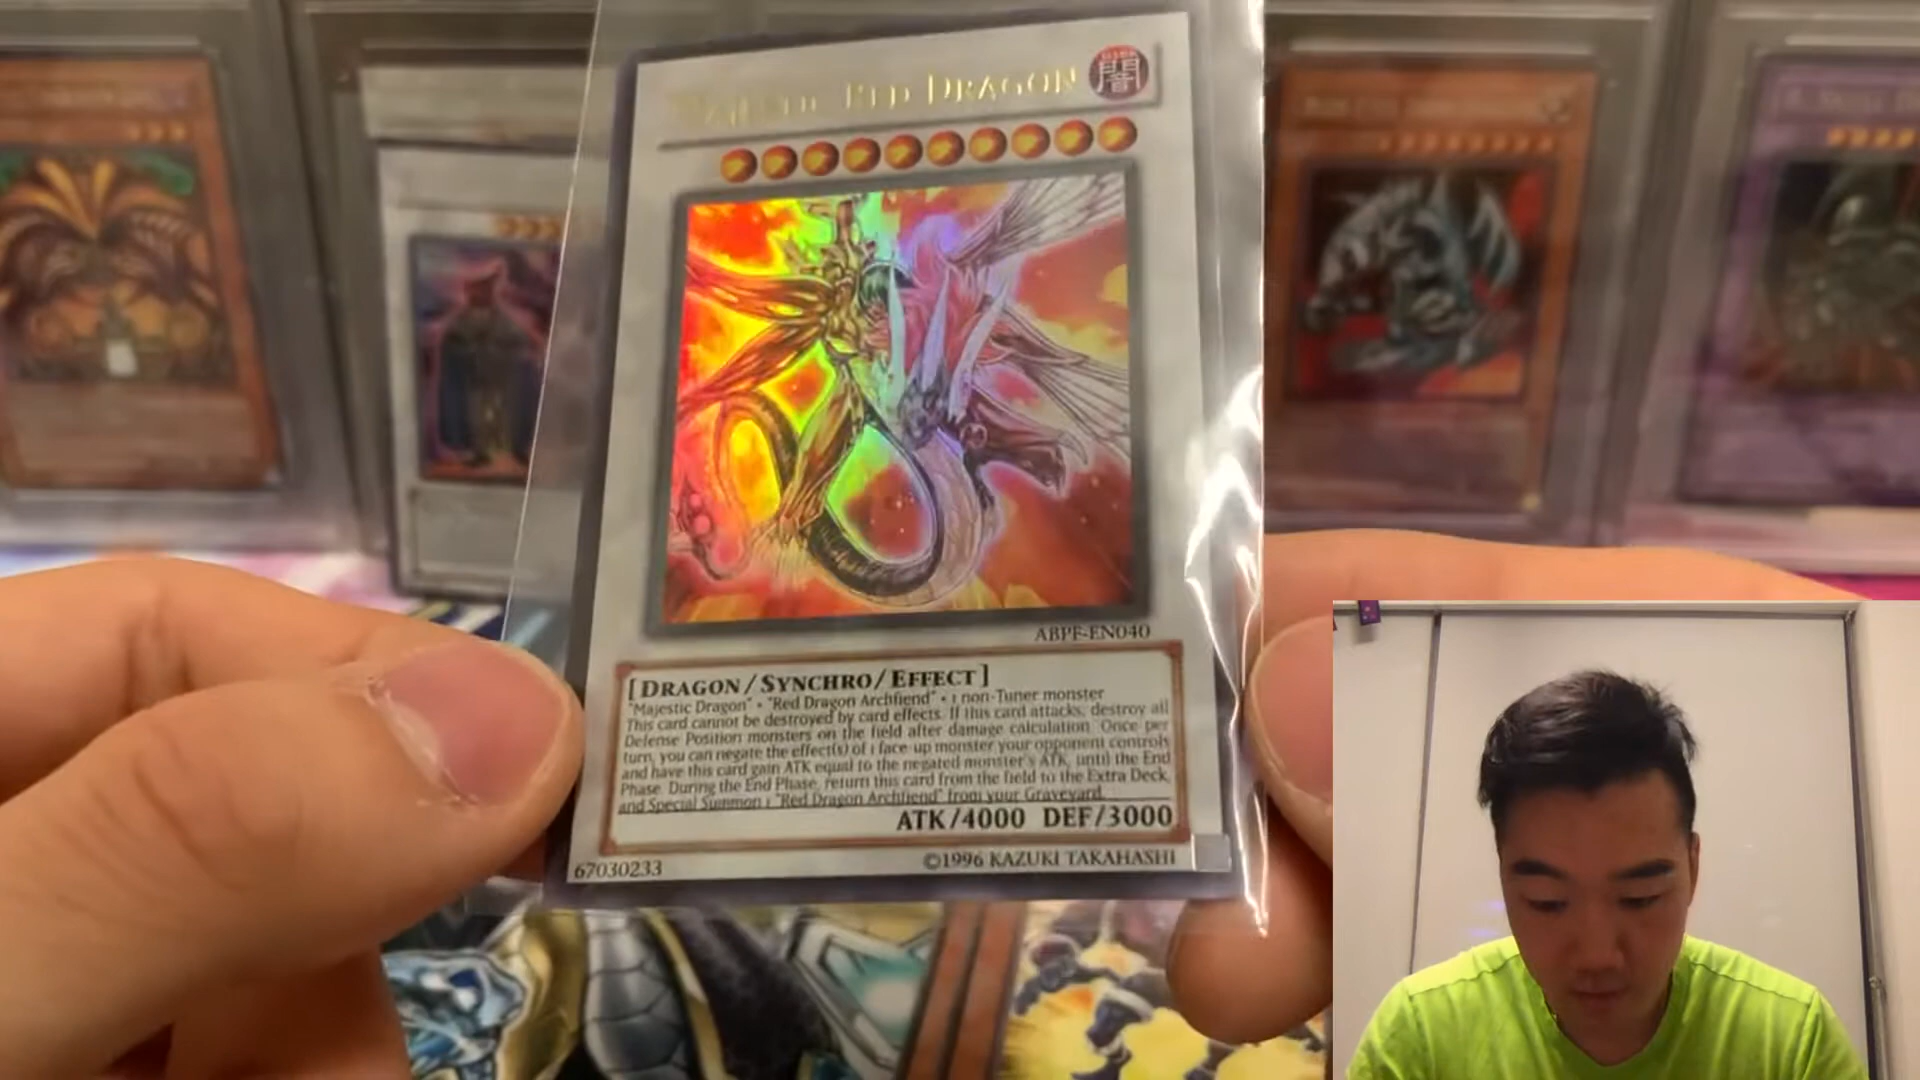 MAJESTIC RED DRAGON
闇
ABPF-EN040
[DRAGON/SYNCHRO/EFFECT]
"Majestic Dragon" + "Red Dragon Archfiend" + 1 non-Tuner monster
This card cannot be destroyed by card effects. If this card attacks, destroy all
Defense Position monsters on the field after damage calculation. Once per
turn, you can negate the effect(s) of 1 face-up monster your opponent controls
and have this card gain ATK equal to the negated monster's ATK, until the End
Phase. During the End Phase, return this card from the field to the Extra Deck,
and Special Summon 1 "Red Dragon Archfiend" from your Graveyard.
ATK/4000 DEF/3000
67030233 ©1996 KAZUKI TAKAHASHI